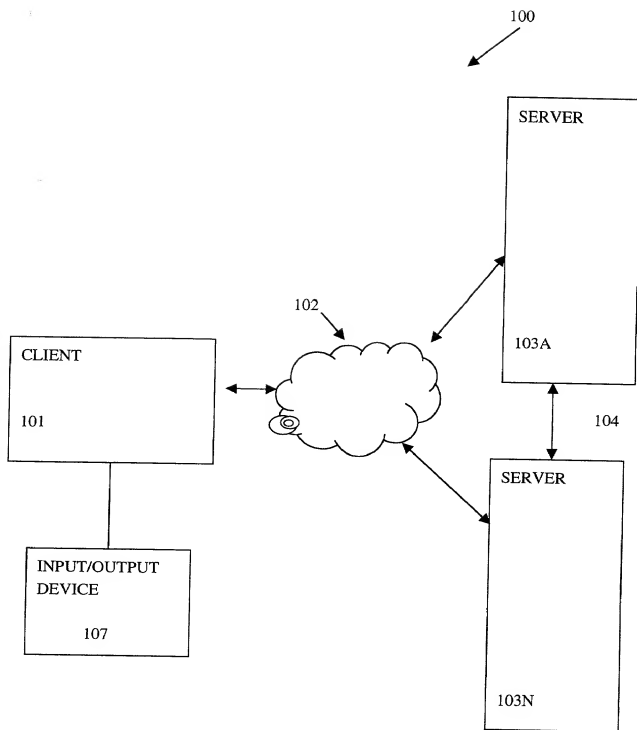 100
SERVER
103A
102
CLIENT
101
104
SERVER
103N
INPUT/OUTPUT
DEVICE
107